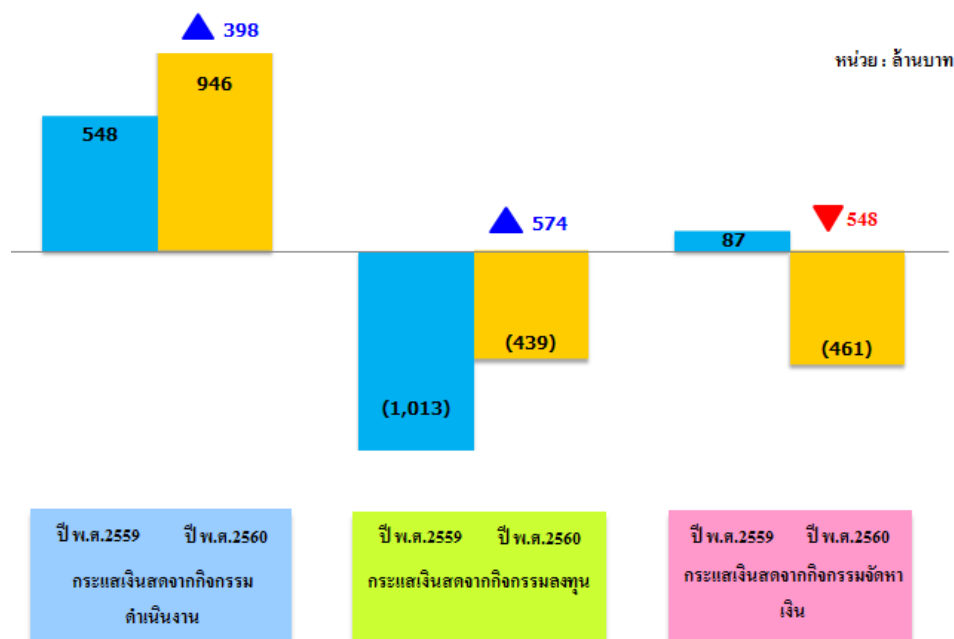 398
หน่วย : ล้านบาท
946
548
574
548
87
(439)
(461)
(1,013)
ปี พ.ศ.2559 ปี พ.ศ.2560
กระแสเงินสดจากกิจกรรม
ดำเนินงาน
ปี พ.ศ.2559 ปี พ.ศ.2560
กระแสเงินสดจากกิจกรรมลงทุน
ปี พ.ศ.2559 ปี พ.ศ.2560
กระแสเงินสดจากกิจกรรมจัดหา
เงิน